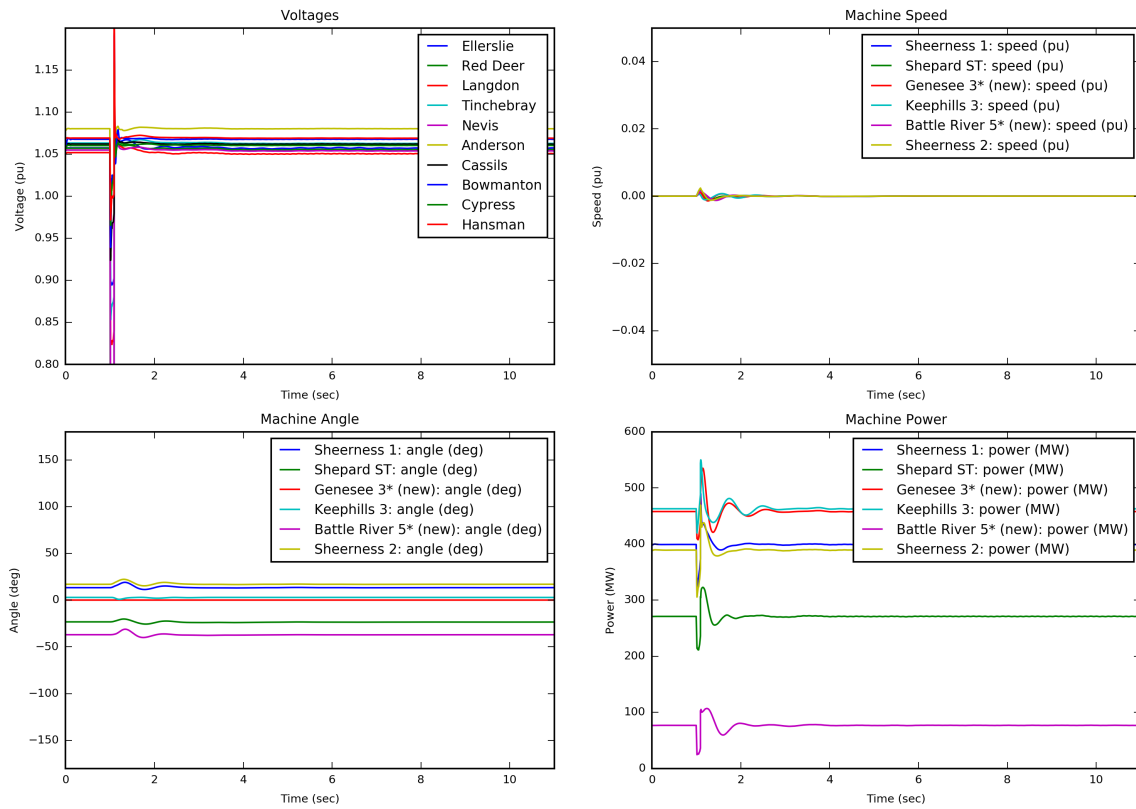 Voltages
1.15
1.10
1.05
1.00
0.95
0.90
0.85
0.80
Voltage (pu)
Ellerslie
Red Deer
Langdon
Tinchebray
Nevis
Anderson
Cassils
Bowmanton
Cypress
Hansman
0 2 4 6 8 10
Time (sec)
Machine Speed
0.04
0.02
0.00
−0.02
−0.04
Speed (pu)
Sheerness 1: speed (pu)
Shepard ST: speed (pu)
Genesee 3* (new): speed (pu)
Keephills 3: speed (pu)
Battle River 5* (new): speed (pu)
Sheerness 2: speed (pu)
0 2 4 6 8 10
Time (sec)
Machine Angle
150
100
50
0
−50
−100
−150
Angle (deg)
Sheerness 1: angle (deg)
Shepard ST: angle (deg)
Genesee 3* (new): angle (deg)
Keephills 3: angle (deg)
Battle River 5* (new): angle (deg)
Sheerness 2: angle (deg)
0 2 4 6 8 10
Time (sec)
Machine Power
600
500
400
300
200
100
0
Power (MW)
Sheerness 1: power (MW)
Shepard ST: power (MW)
Genesee 3* (new): power (MW)
Keephills 3: power (MW)
Battle River 5* (new): power (MW)
Sheerness 2: power (MW)
0 2 4 6 8 10
Time (sec)